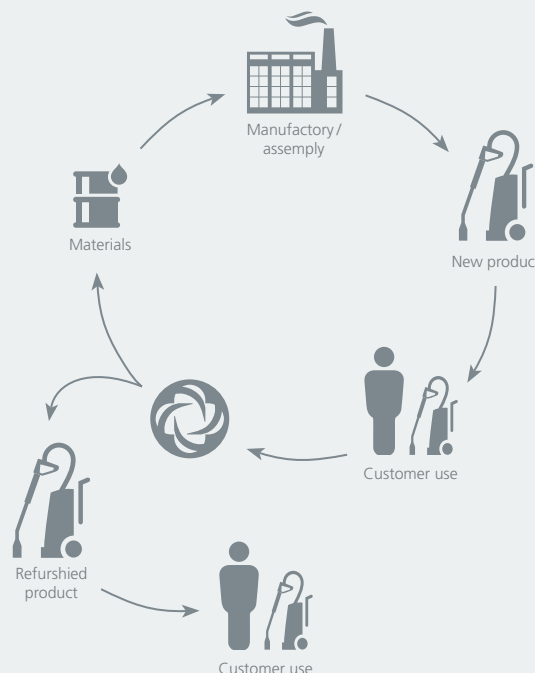 Manufactory/
assemply
Materials
New produc
Customer use
Refurshied
product
Customer use